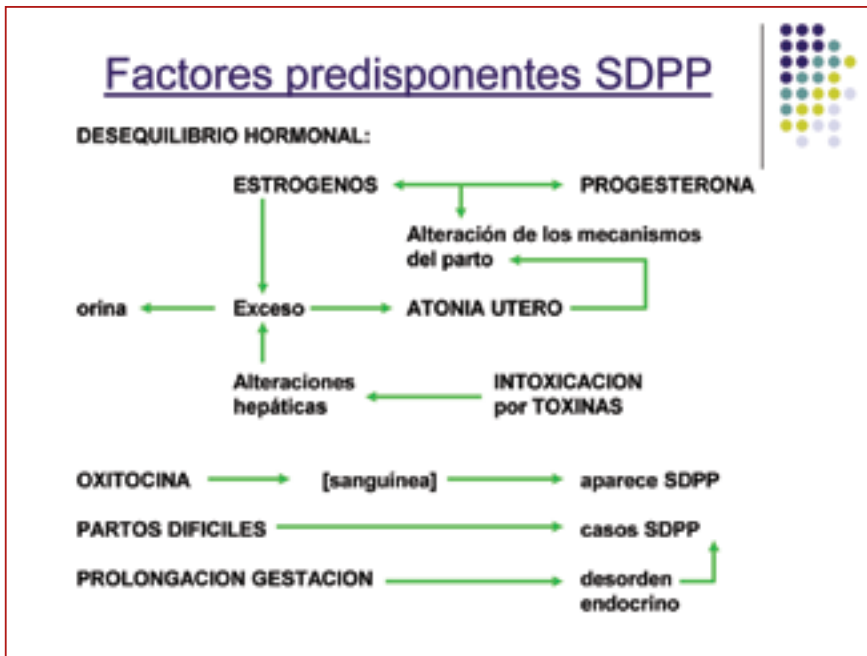 Factores predisponentes SDPP
DESEQUILIBRIO HORMONAL:
ESTROGENOS PROGESTERONA
Alteración de los mecanismos
del parto
orina Exceso ATONIA UTERO
Alteraciones INTOXICACION
hepáticas por TOXINAS
OXITOCINA [sanguínea] aparece SDPP
PARTOS DIFICILES casos SDPP
PROLONGACION GESTACION desorden
endocrino